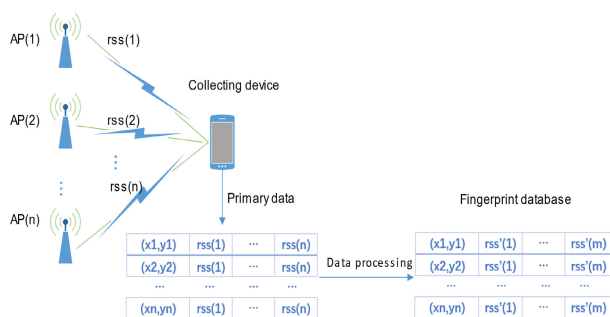 AP(1)
rss(1)
Collecting device
AP(2)
rss(2)
⋮
rss(n)
⋮
AP(n)
Primary data
Fingerprint database
(x1,y1) rss(1) ... rss(n)
(x2,y2) rss(1) ... rss(n)
... ... ...
(xn,yn) rss(1) ... rss(n)
Data processing
(x1,y1) rss'(1) ... rss'(m)
(x2,y2) rss'(1) ... rss'(m)
... ... ... ...
(xn,yn) rss'(1) ... rss'(m)